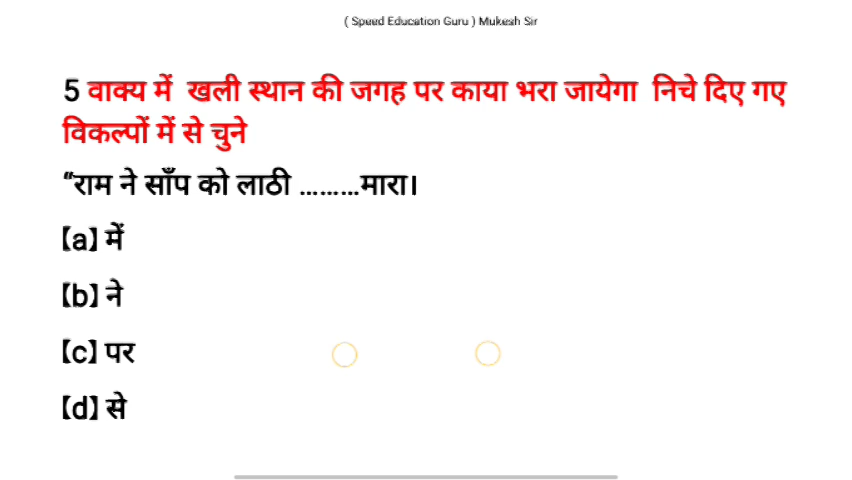 ( Speed Education Guru ) Mukesh Sir
5 वाक्य में खली स्थान की जगह पर काया भरा जायेगा निचे दिए गए
विकल्पों में से चुने
“राम ने साँप को लाठी .........मारा।
【a】 में
【b】 ने
【c】 पर
【d】 से